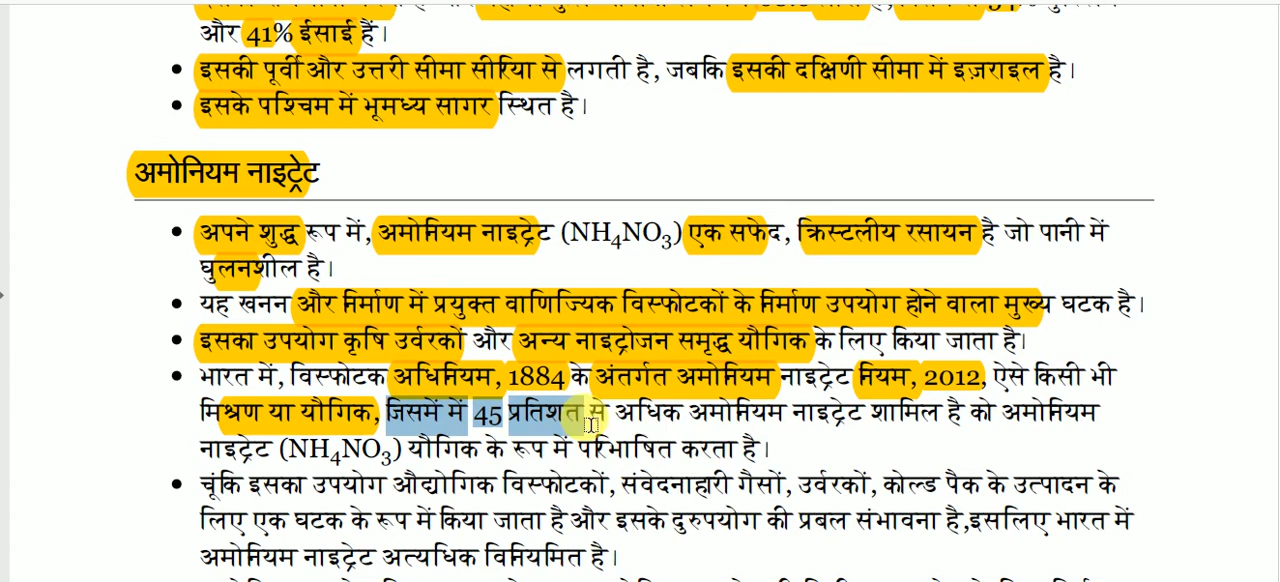 और 41% ईसाई हैं।
इसकी पूर्वी और उत्तरी सीमा सीरिया से लगती है, जबकि इसकी दक्षिणी सीमा में इज़राइल है।
इसके पश्चिम में भूमध्य सागर स्थित है।
अमोनियम नाइट्रेट
अपने शुद्ध रूप में, अमोनियम नाइट्रेट (NH₄NO₃) एक सफेद, क्रिस्टलीय रसायन है जो पानी में
घुलनशील है।
यह खनन और निर्माण में प्रयुक्त वाणिज्यिक विस्फोटकों के निर्माण उपयोग होने वाला मुख्य घटक है।
इसका उपयोग कृषि उर्वरकों और अन्य नाइट्रोजन समृद्ध यौगिक के लिए किया जाता है।
भारत में, विस्फोटक अधिनियम, 1884 के अंतर्गत अमोनियम नाइट्रेट नियम, 2012, ऐसे किसी भी
मिश्रण या यौगिक, जिसमें में 45 प्रतिशत से अधिक अमोनियम नाइट्रेट शामिल है को अमोनियम
नाइट्रेट (NH₄NO₃) यौगिक के रूप में परिभाषित करता है।
चूंकि इसका उपयोग औद्योगिक विस्फोटकों, संवेदनाहारी गैसों, उर्वरकों, कोल्ड पैक के उत्पादन के
लिए एक घटक के रूप में किया जाता है और इसके दुरुपयोग की प्रबल संभावना है,इसलिए भारत में
अमोनियम नाइट्रेट अत्यधिक विनियमित है।